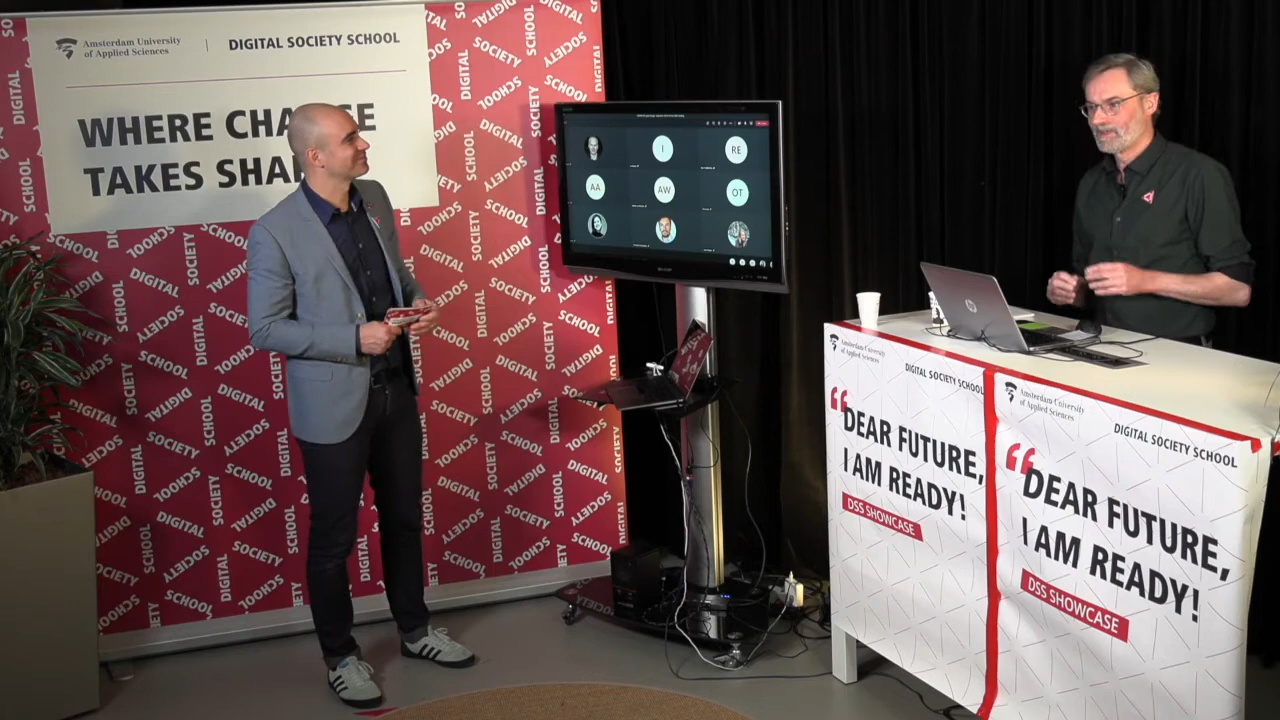 Amsterdam University
of Applied Sciences
DIGITAL SOCIETY SCHOOL
WHERE
TAKES
DIGITAL
SOCIETY
SCHOOL
I
RE
AA
AW
OT
hp
Amsterdam University
of Applied Sciences
DIGITAL SOCIETY SCHOOL
“DEAR FUTURE,
I AM READY!
DSS SHOWCASE
Amsterdam University
of Applied Sciences
DIGITAL SOCIETY SCHOOL
“DEAR FUTURE,
I AM READY!
DSS SHOWCASE